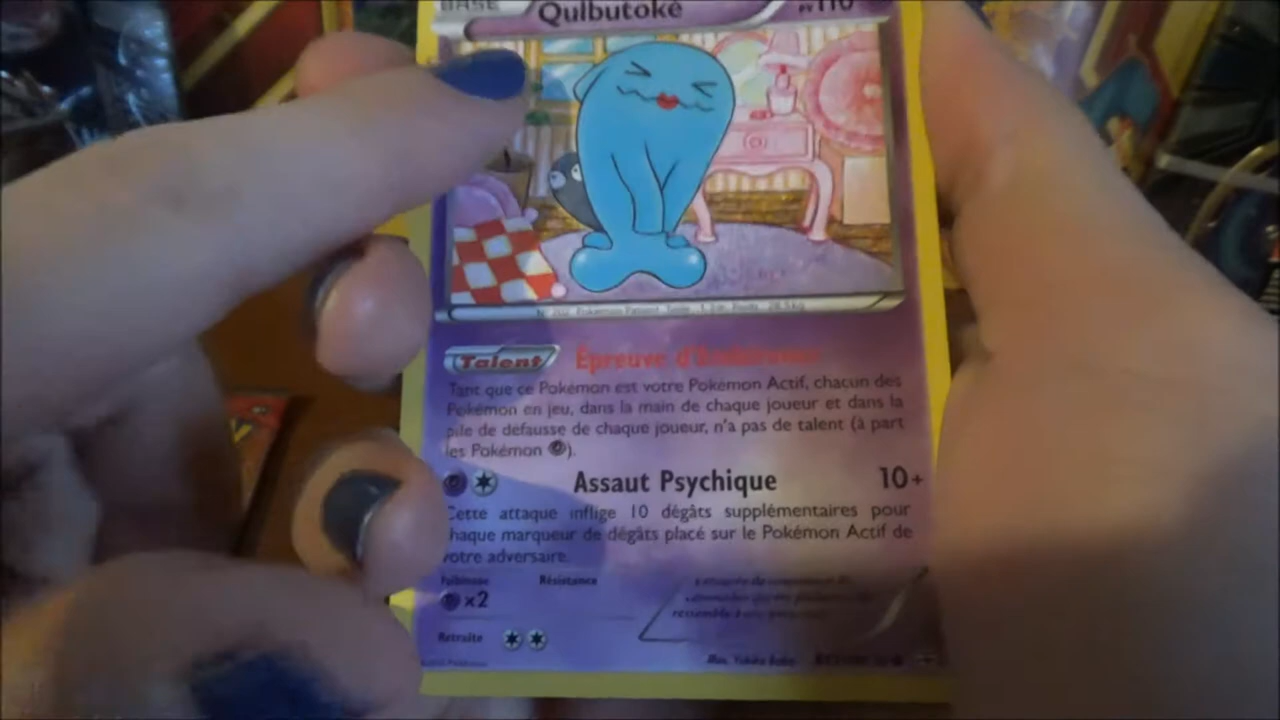 BASE Qulbutoké PV110
Talent Épreuve
Tant que ce Pokémon est votre Pokémon Actif, chacun des
Pokémon en jeu, dans la main de chaque joueur et dans la
pile de défausse de chaque joueur, n'a pas de talent (à part
les Pokémon ).
Assaut Psychique 10+
Cette attaque inflige 10 dégâts supplémentaires pour
chaque marqueur de dégâts placé sur le Pokémon Actif de
votre adversaire.
Faiblesse Résistance
x2
Retraite